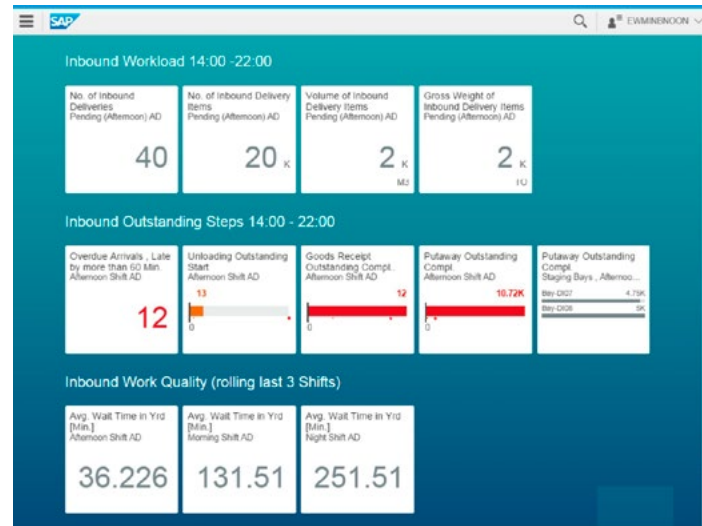 SAP
EWMINBNOON
Inbound Workload 14:00 -22:00
No. of Inbound
Deliveries
Pending (Afternoon) AD
40
No. of Inbound Delivery
Items
Pending (Afternoon) AD
20 K
Volume of Inbound
Delivery Items
Pending (Afternoon) AD
2 K
M3
Gross Weight of
Inbound Delivery Items
Pending (Afternoon) AD
2 K
TO
Inbound Outstanding Steps 14:00 -
22:00
Overdue Arrivals , Late
by more than 60 Min.
Afternoon Shift AD
12
Unloading Outstanding
Start
Afternoon Shift AD
13
0
Goods Receipt
Outstanding Compl..
Afternoon Shift AD
12
0
Putaway Outstanding
Compl.
Afternoon Shift AD
10.72K
0
Putaway Outstanding
Compl.
Staging Bays , Afternoo...
Bay-DI07 4.75K
Bay-DI08 5K
Inbound Work Quality (rolling last 3 Shifts)
Avg. Wait Time in Yrd
[Min.]
Afternoon Shift AD
36.226
Avg. Wait Time in Yrd
[Min.]
Morning Shift AD
131.51
Avg. Wait Time in Yrd
[Min.]
Night Shift AD
251.51